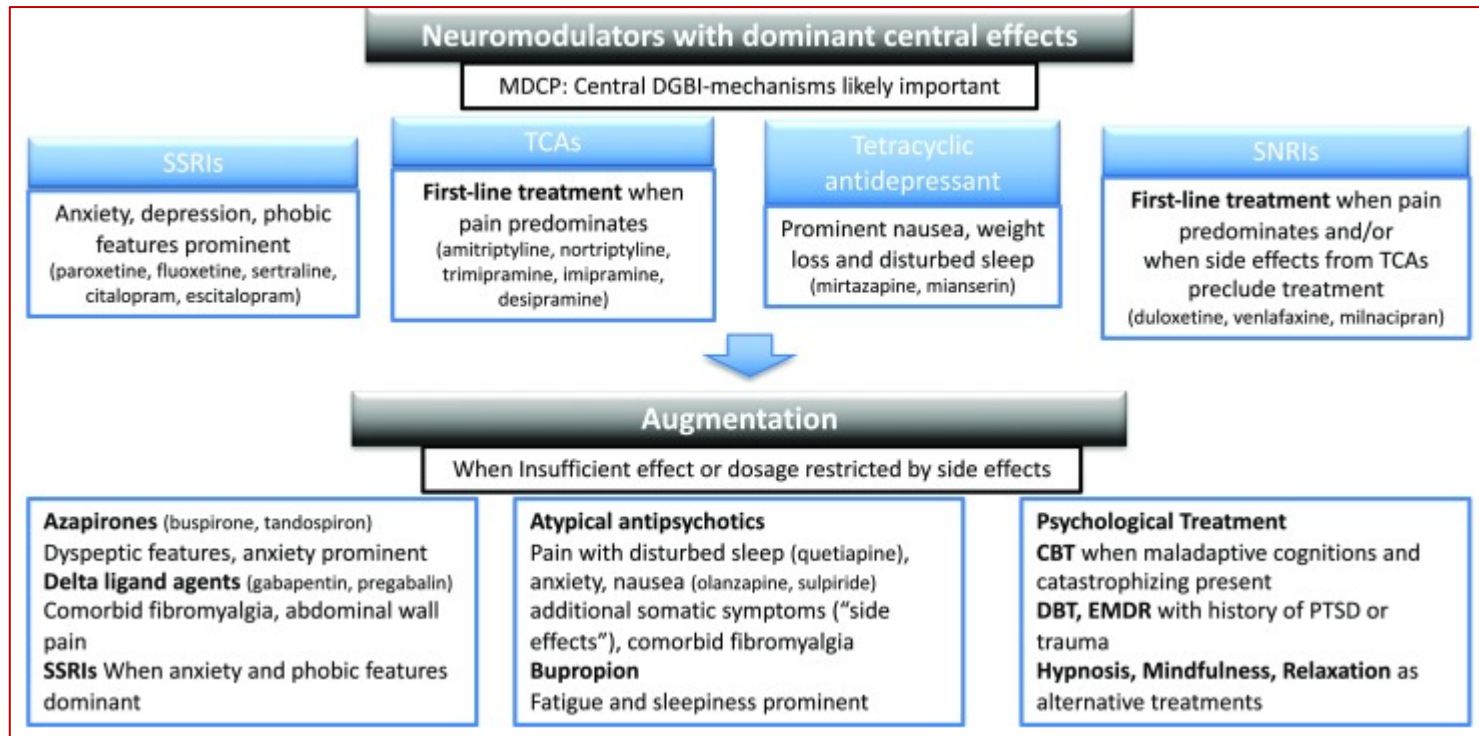 Neuromodulators with dominant central effects
MDCP: Central DGBI-mechanisms likely important
SSRIs
Anxiety, depression, phobic
features prominent
(paroxetine, fluoxetine, sertraline,
citalopram, escitalopram)
TCAs
First-line treatment when
pain predominates
(amitriptyline, nortriptyline,
trimipramine, imipramine,
desipramine)
Tetracyclic
antidepressant
Prominent nausea, weight
loss and disturbed sleep
(mirtazapine, mianserin)
SNRIs
First-line treatment when pain
predominates and/or
when side effects from TCAs
preclude treatment
(duloxetine, venlafaxine, milnacipran)
Augmentation
When Insufficient effect or dosage restricted by side effects
Azapirones (buspirone, tandospiron)
Dyspeptic features, anxiety prominent
Delta ligand agents (gabapentin, pregabalin)
Comorbid fibromyalgia, abdominal wall
pain
SSRIs When anxiety and phobic features
dominant
Atypical antipsychotics
Pain with disturbed sleep (quetiapine),
anxiety, nausea (olanzapine, sulpiride)
additional somatic symptoms (“side
effects”), comorbid fibromyalgia
Bupropion
Fatigue and sleepiness prominent
Psychological Treatment
CBT when maladaptive cognitions and
catastrophizing present
DBT, EMDR with history of PTSD or
trauma
Hypnosis, Mindfulness, Relaxation as
alternative treatments